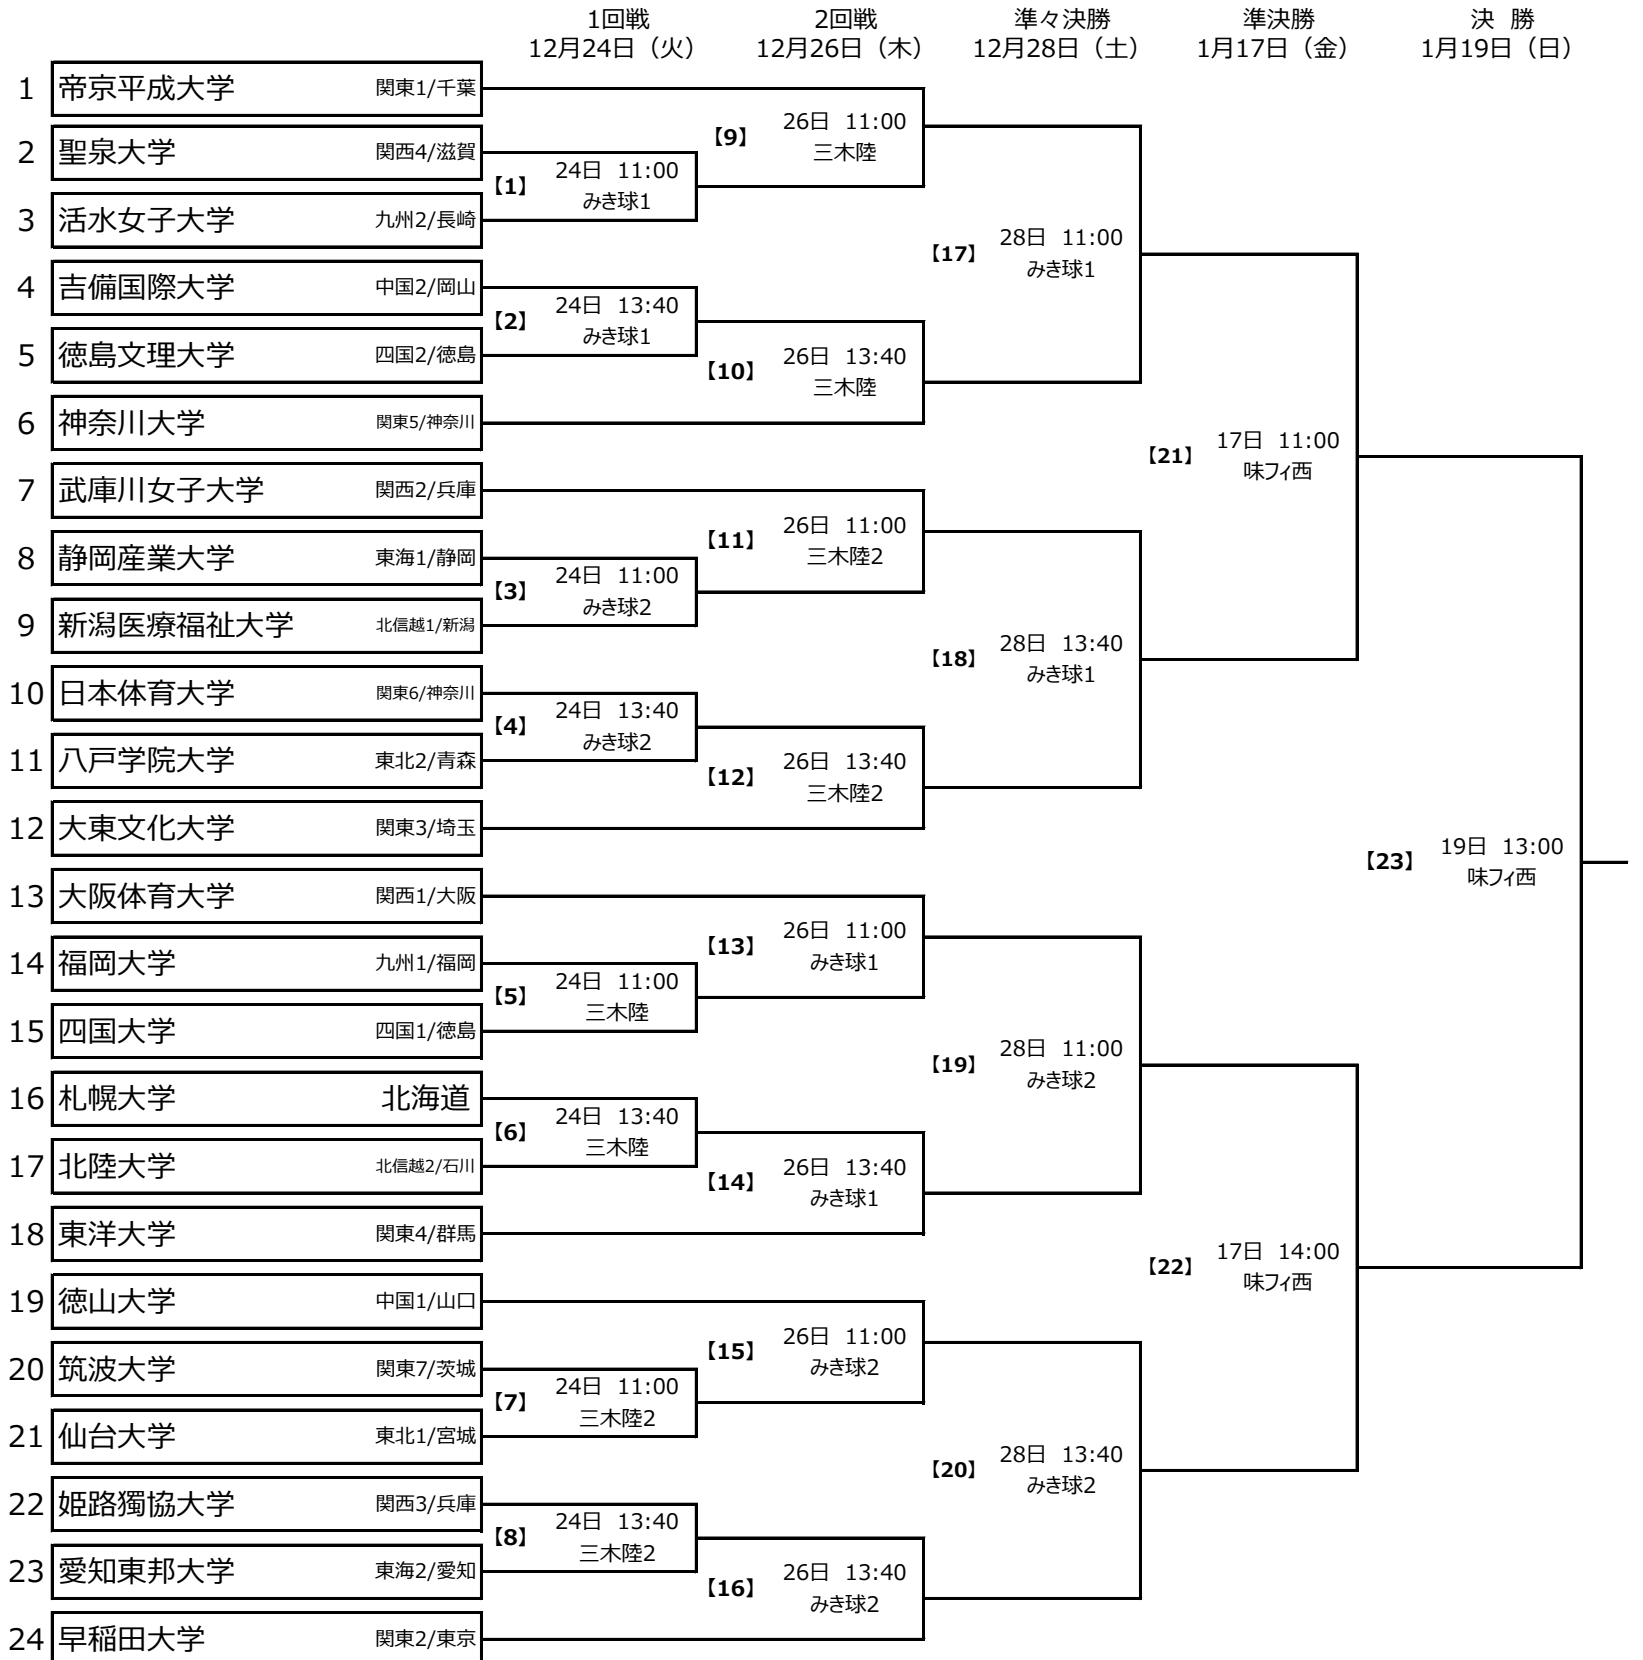 1回戦 2回戦 準々決勝 準決勝 決 勝
12月24日（火） 12月26日（木） 12月28日（土） 1月17日（金） 1月19日（日）
1 帝京平成大学 関東1/千葉
【9】 26日 11:00
三木陸
2 聖泉大学 関西4/滋賀
【1】 24日 11:00
みき球1
3 活水女子大学 九州2/長崎
【17】 28日 11:00
みき球1
4 吉備国際大学 中国2/岡山
【2】 24日 13:40
みき球1
5 徳島文理大学 四国2/徳島
【10】 26日 13:40
三木陸
6 神奈川大学 関東5/神奈川
【21】 17日 11:00
味フィ西
7 武庫川女子大学 関西2/兵庫
【11】 26日 11:00
三木陸2
8 静岡産業大学 東海1/静岡
【3】 24日 11:00
みき球2
9 新潟医療福祉大学 北信越1/新潟
【18】 28日 13:40
みき球1
10 日本体育大学 関東6/神奈川
【4】 24日 13:40
みき球2
11 八戸学院大学 東北2/青森
【12】 26日 13:40
三木陸2
12 大東文化大学 関東3/埼玉
【23】 19日 13:00
味フィ西
13 大阪体育大学 関西1/大阪
【13】 26日 11:00
みき球1
14 福岡大学 九州1/福岡
【5】 24日 11:00
三木陸
15 四国大学 四国1/徳島
【19】 28日 11:00
みき球2
16 札幌大学 北海道
【6】 24日 13:40
三木陸
17 北陸大学 北信越2/石川
【14】 26日 13:40
みき球1
18 東洋大学 関東4/群馬
【22】 17日 14:00
味フィ西
19 徳山大学 中国1/山口
【15】 26日 11:00
みき球2
20 筑波大学 関東7/茨城
【7】 24日 11:00
三木陸2
21 仙台大学 東北1/宮城
【20】 28日 13:40
みき球2
22 姫路獨協大学 関西3/兵庫
【8】 24日 13:40
三木陸2
23 愛知東邦大学 東海2/愛知
【16】 26日 13:40
みき球2
24 早稲田大学 関東2/東京